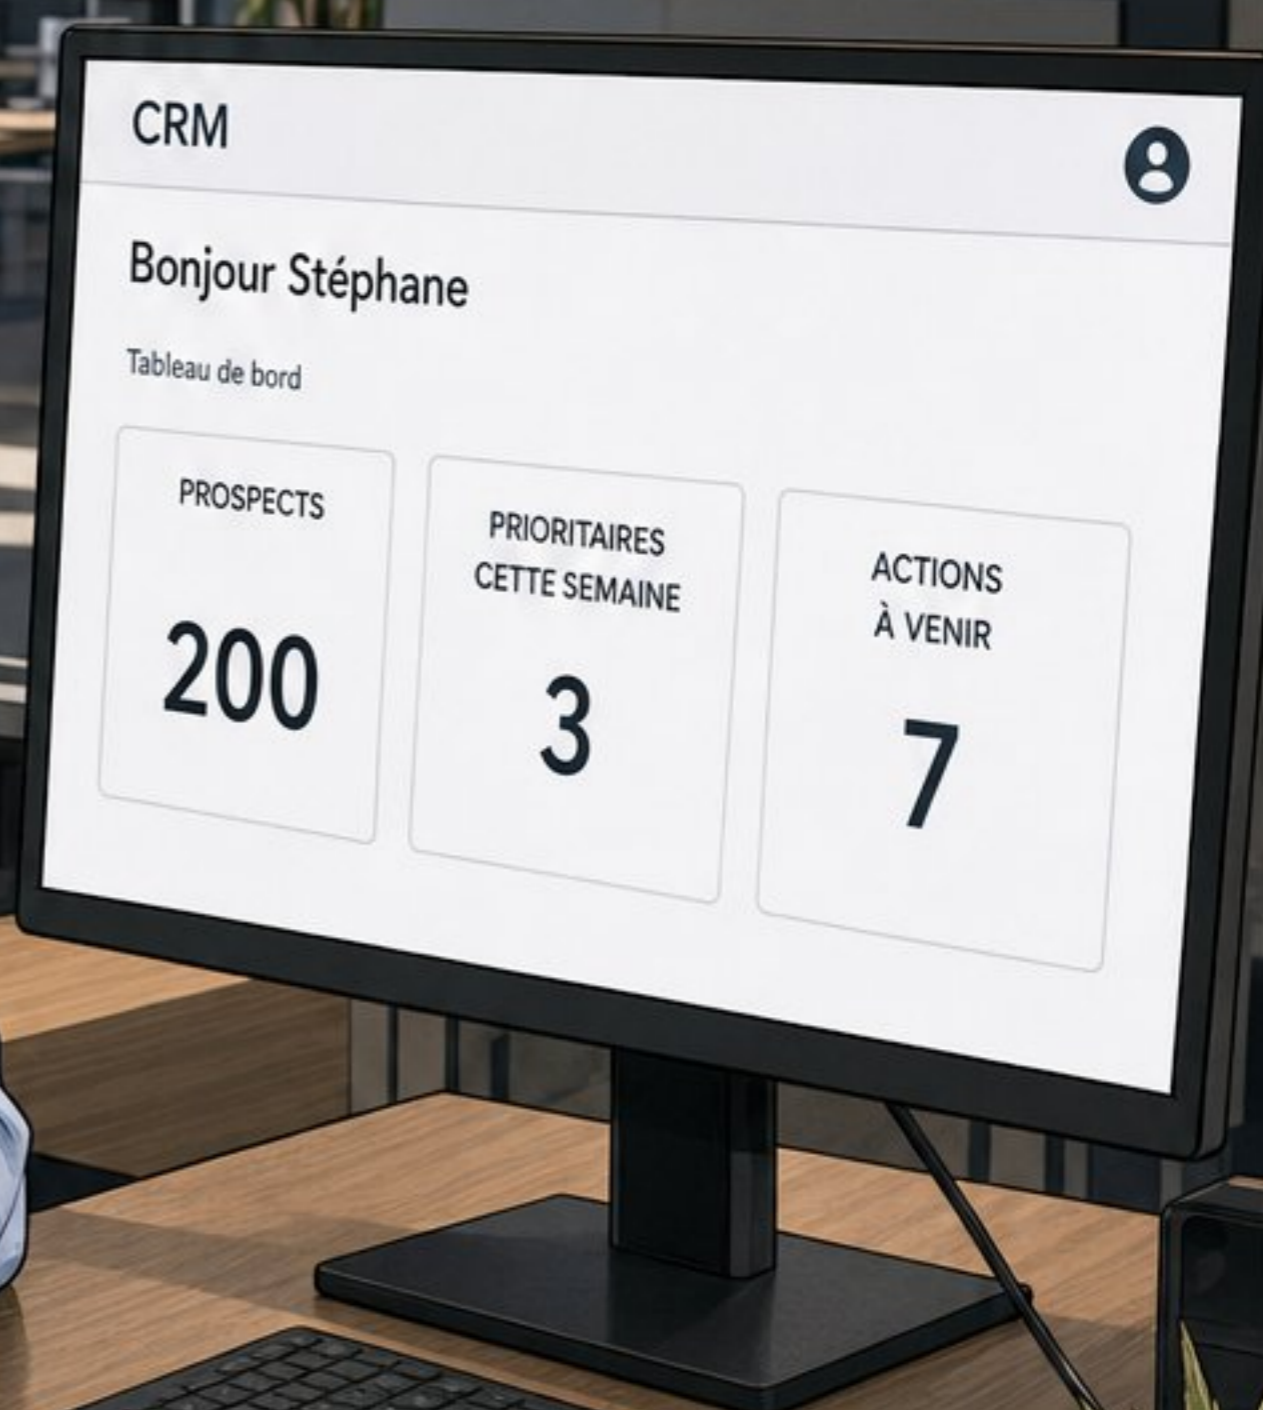 CRM
Bonjour Stéphane
Tableau de bord
PROSPECTS
200
PRIORITAIRES
CETTE SEMAINE
3
ACTIONS
À VENIR
7